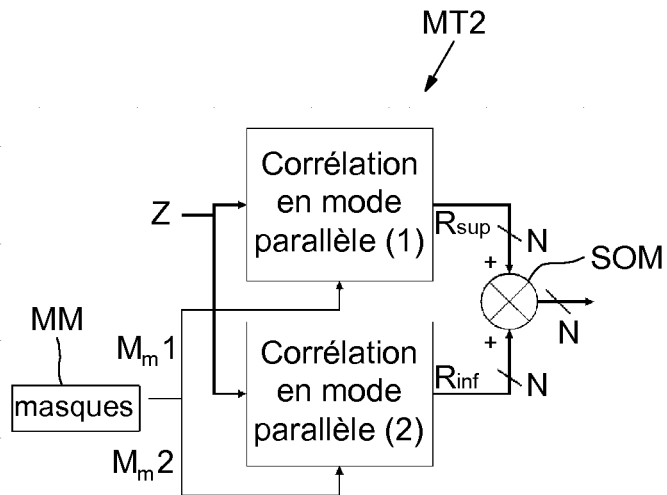 MT2
Corrélation
en mode
parallèle (1)
Z
Rsup
N
+
SOM
N
MM
masques
Mm1
Mm2
Corrélation
en mode
parallèle (2)
Rinf
N
+